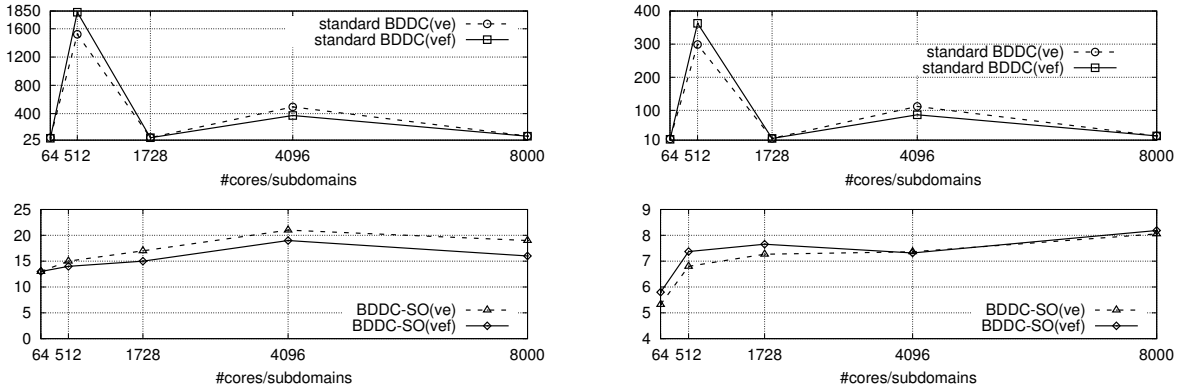 1850
1600
1200
800
400
25
standard BDDC(ve)
standard BDDC(vef)
64 512 1728 4096 8000
#cores/subdomains
400
300
200
100
10
standard BDDC(ve)
standard BDDC(vef)
64 512 1728 4096 8000
#cores/subdomains
25
20
15
10
5
0
BDDC-SO(ve)
BDDC-SO(vef)
64 512 1728 4096 8000
#cores/subdomains
9
8
7
6
5
4
BDDC-SO(ve)
BDDC-SO(vef)
64 512 1728 4096 8000
#cores/subdomains